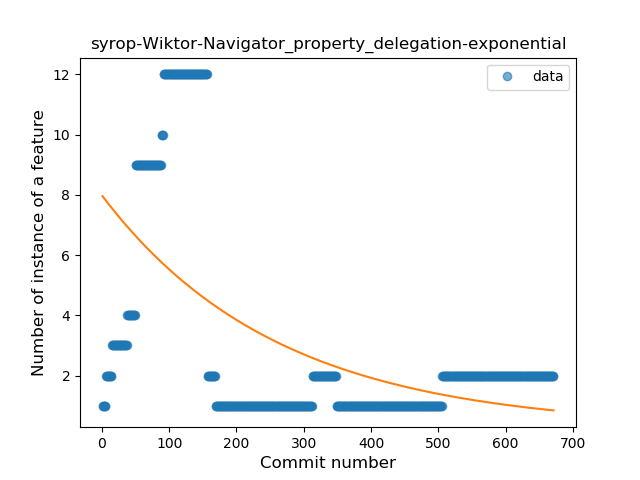 syrop-Wiktor-Navigator_property_delegation-exponential
data
12
10
8
6
4
2
Number of instance of a feature
0 100 200 300 400 500 600 700
Commit number